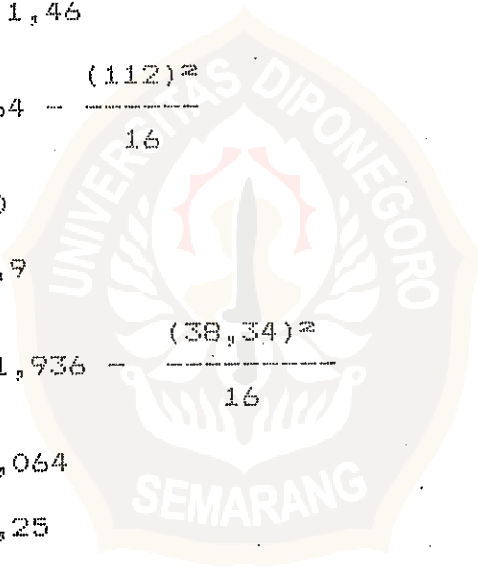 1,46
(112)²
4 - ———
16
,9
(38,34)²
1,936 - ———
16
,064
,25
UNIVERSITAS DIPONEGORO
SEMARANG